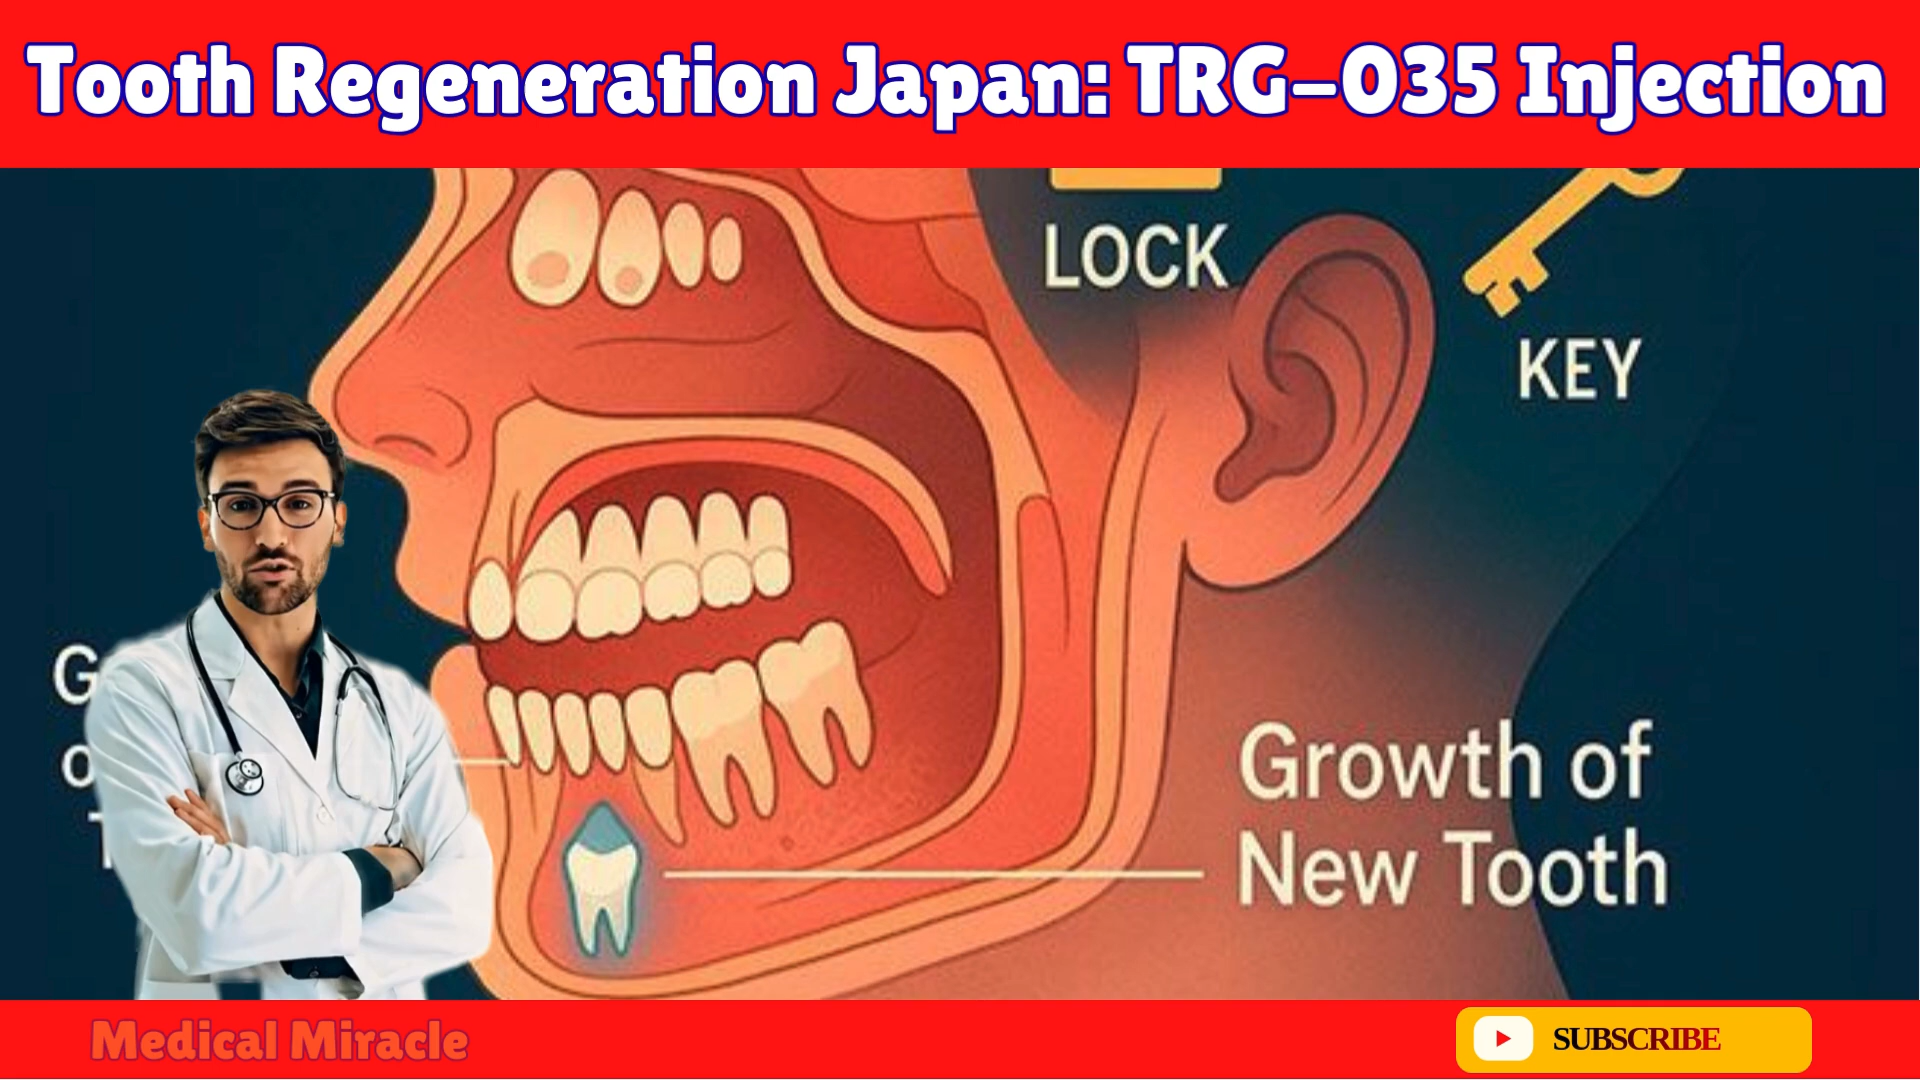 Tooth Regeneration Japan: TRG-035 Injection
LOCK
KEY
Growth of
New Tooth
Medical Miracle
SUBSCRIBE